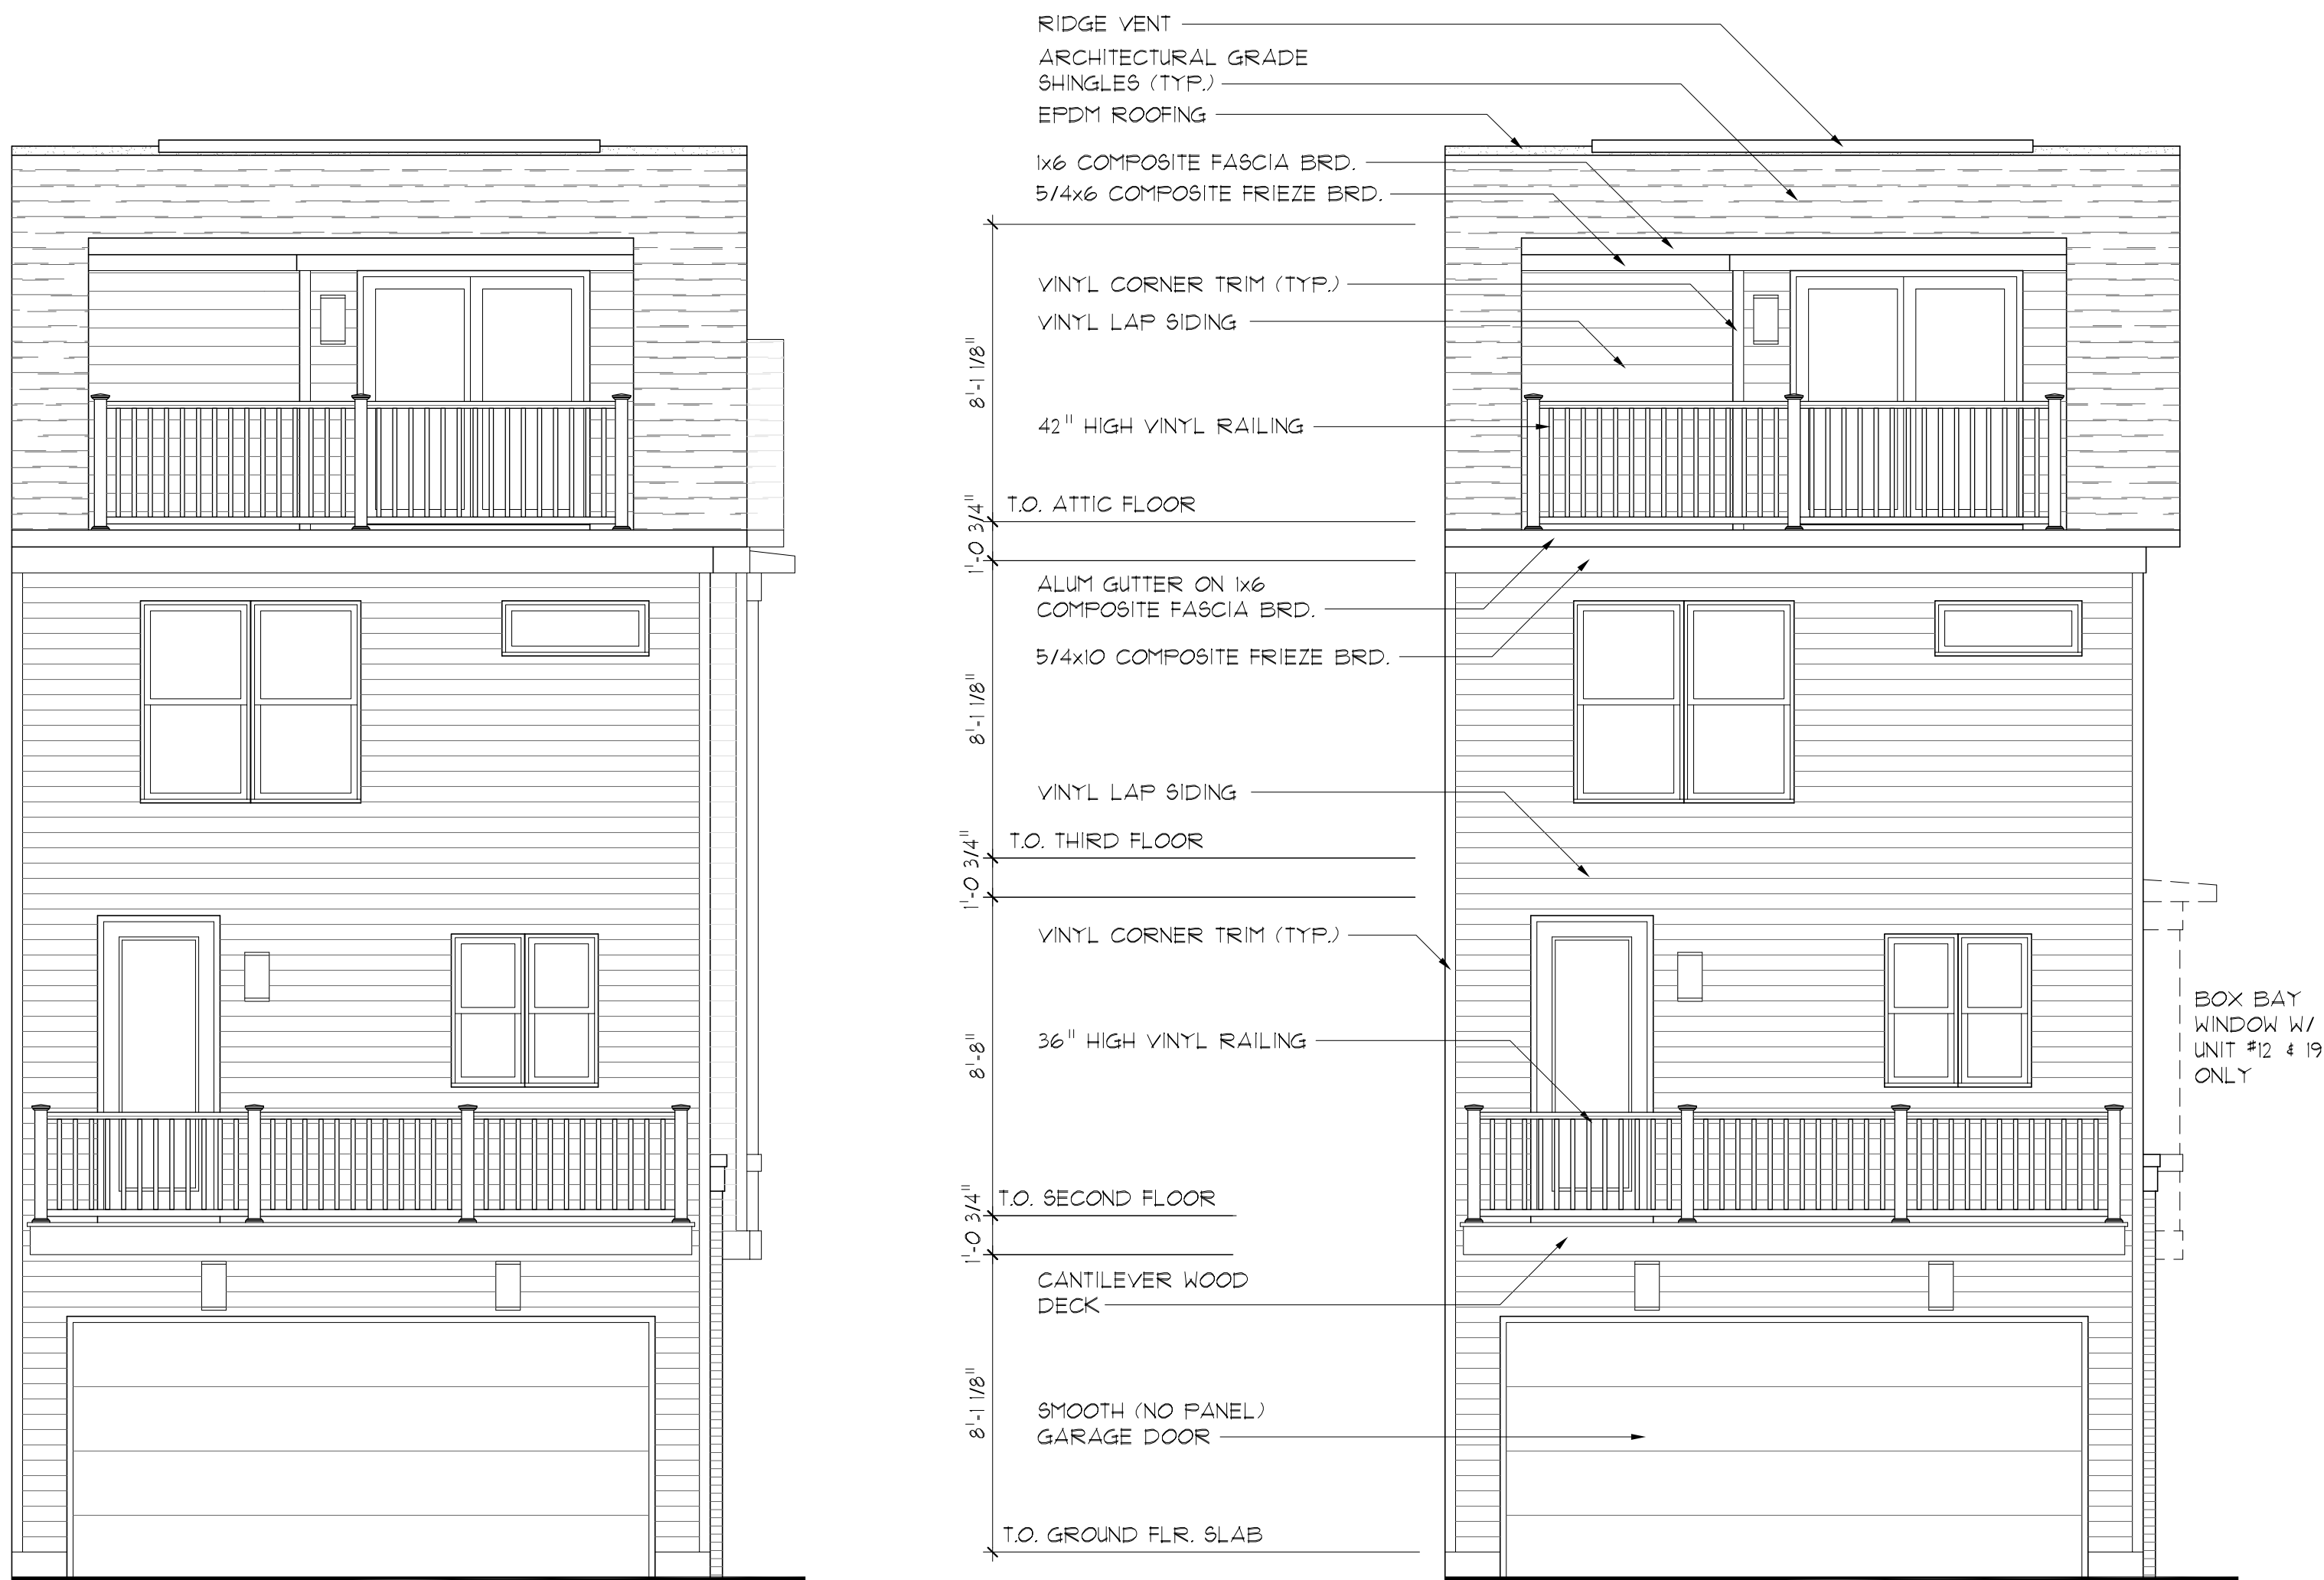 RIDGE VENT
ARCHITECTURAL GRADE
SHINGLES (TYP.)
EPDM ROOFING
1x6 COMPOSITE FASCIA BRD.
5/4x6 COMPOSITE FRIEZE BRD.
VINYL CORNER TRIM (TYP.)
VINYL LAP SIDING
8'-1 1/8"
42" HIGH VINYL RAILING
T.O. ATTIC FLOOR
1'-0 3/4"
ALUM GUTTER ON 1x6
COMPOSITE FASCIA BRD.
5/4x10 COMPOSITE FRIEZE BRD.
8'-1 1/8"
VINYL LAP SIDING
T.O. THIRD FLOOR
1'-0 3/4"
VINYL CORNER TRIM (TYP.)
36" HIGH VINYL RAILING
8'-8"
BOX BAY
WINDOW W/
UNIT #12 & 19
ONLY
T.O. SECOND FLOOR
1'-0 3/4"
CANTILEVER WOOD
DECK
8'-1 1/8"
SMOOTH (NO PANEL)
GARAGE DOOR
T.O. GROUND FLR. SLAB